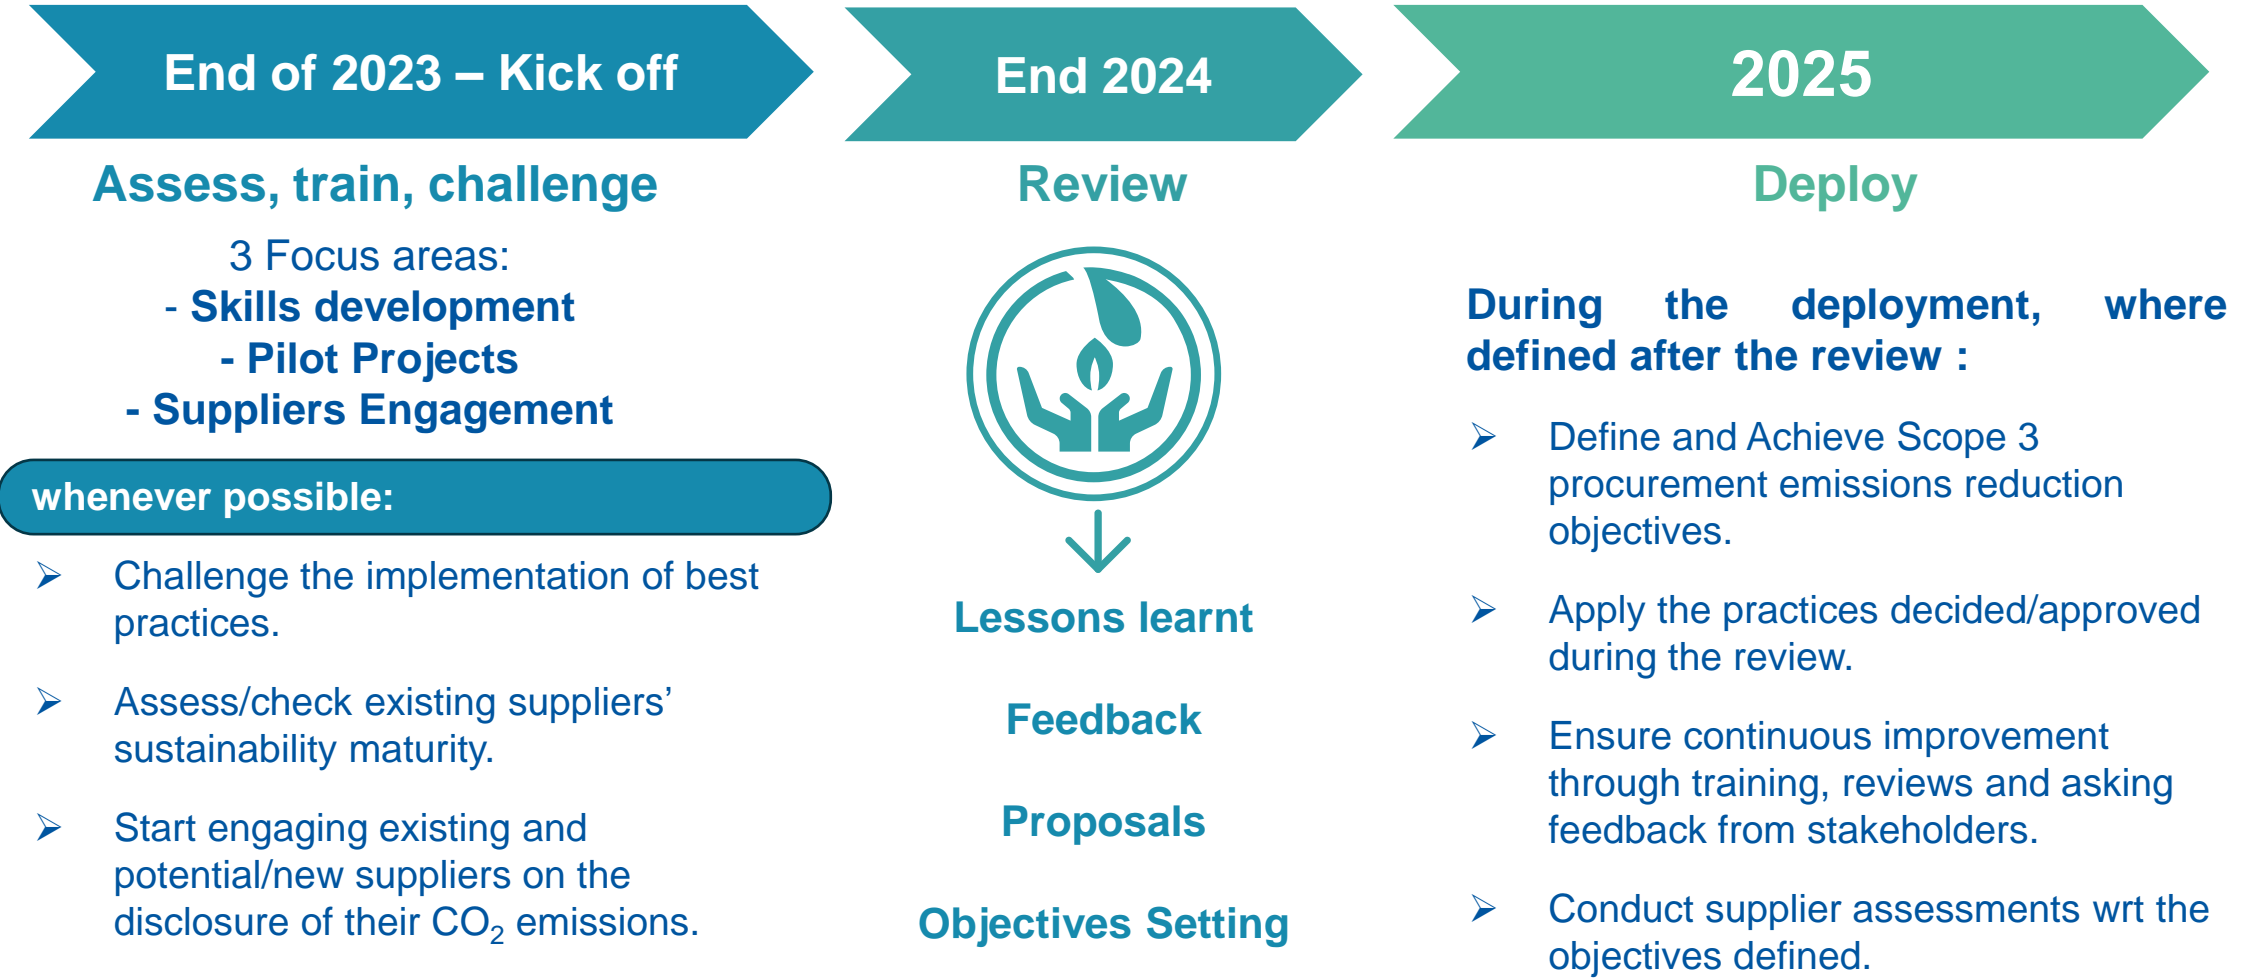 End of 2023 – Kick off
Assess, train, challenge
3 Focus areas:
- Skills development
- Pilot Projects
- Suppliers Engagement
whenever possible:
➢ Challenge the implementation of best
practices.
➢ Assess/check existing suppliers’
sustainability maturity.
➢ Start engaging existing and
potential/new suppliers on the
disclosure of their CO₂ emissions.
End 2024
Review
Lessons learnt
Feedback
Proposals
Objectives Setting
2025
Deploy
During the deployment, where
defined after the review :
➢ Define and Achieve Scope 3
procurement emissions reduction
objectives.
➢ Apply the practices decided/approved
during the review.
➢ Ensure continuous improvement
through training, reviews and asking
feedback from stakeholders.
➢ Conduct supplier assessments wrt the
objectives defined.